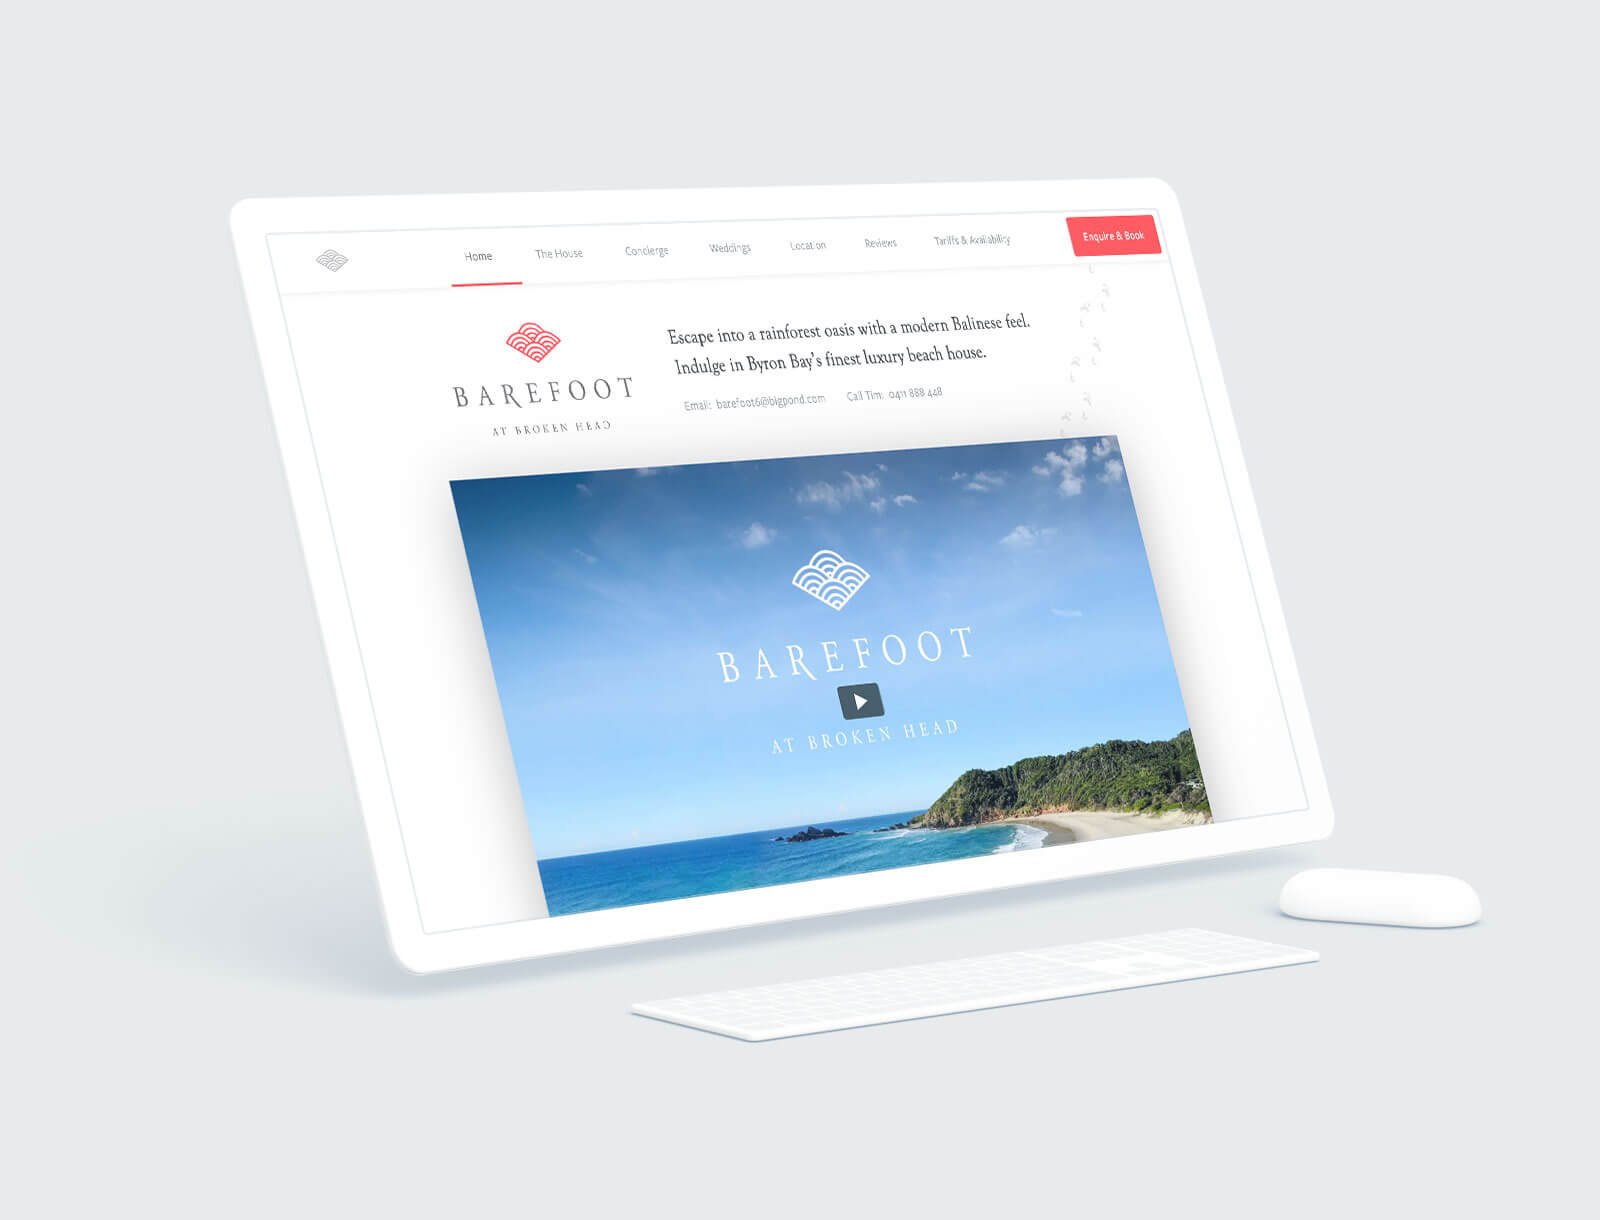 Home The House Concierge Weddings Location Reviews Tariffs & Availability Enquire & Book
BAREFOOT
AT BROKEN HEAD
Escape into a rainforest oasis with a modern Balinese feel.
Indulge in Byron Bay's finest luxury beach house.
Email: barefoot6@bigpond.com Call Tim: 0411 888 448
BAREFOOT
AT BROKEN HEAD